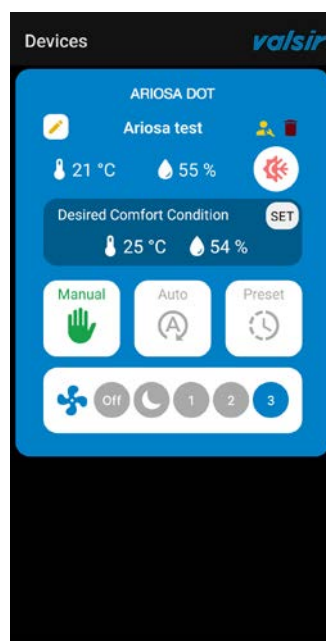 Devices valsir
ARIOSA DOT
Ariosa test
21 °C 55 %
Desired Comfort Condition SET
25 °C 54 %
Manual Auto Preset
A
Off 1 2 3